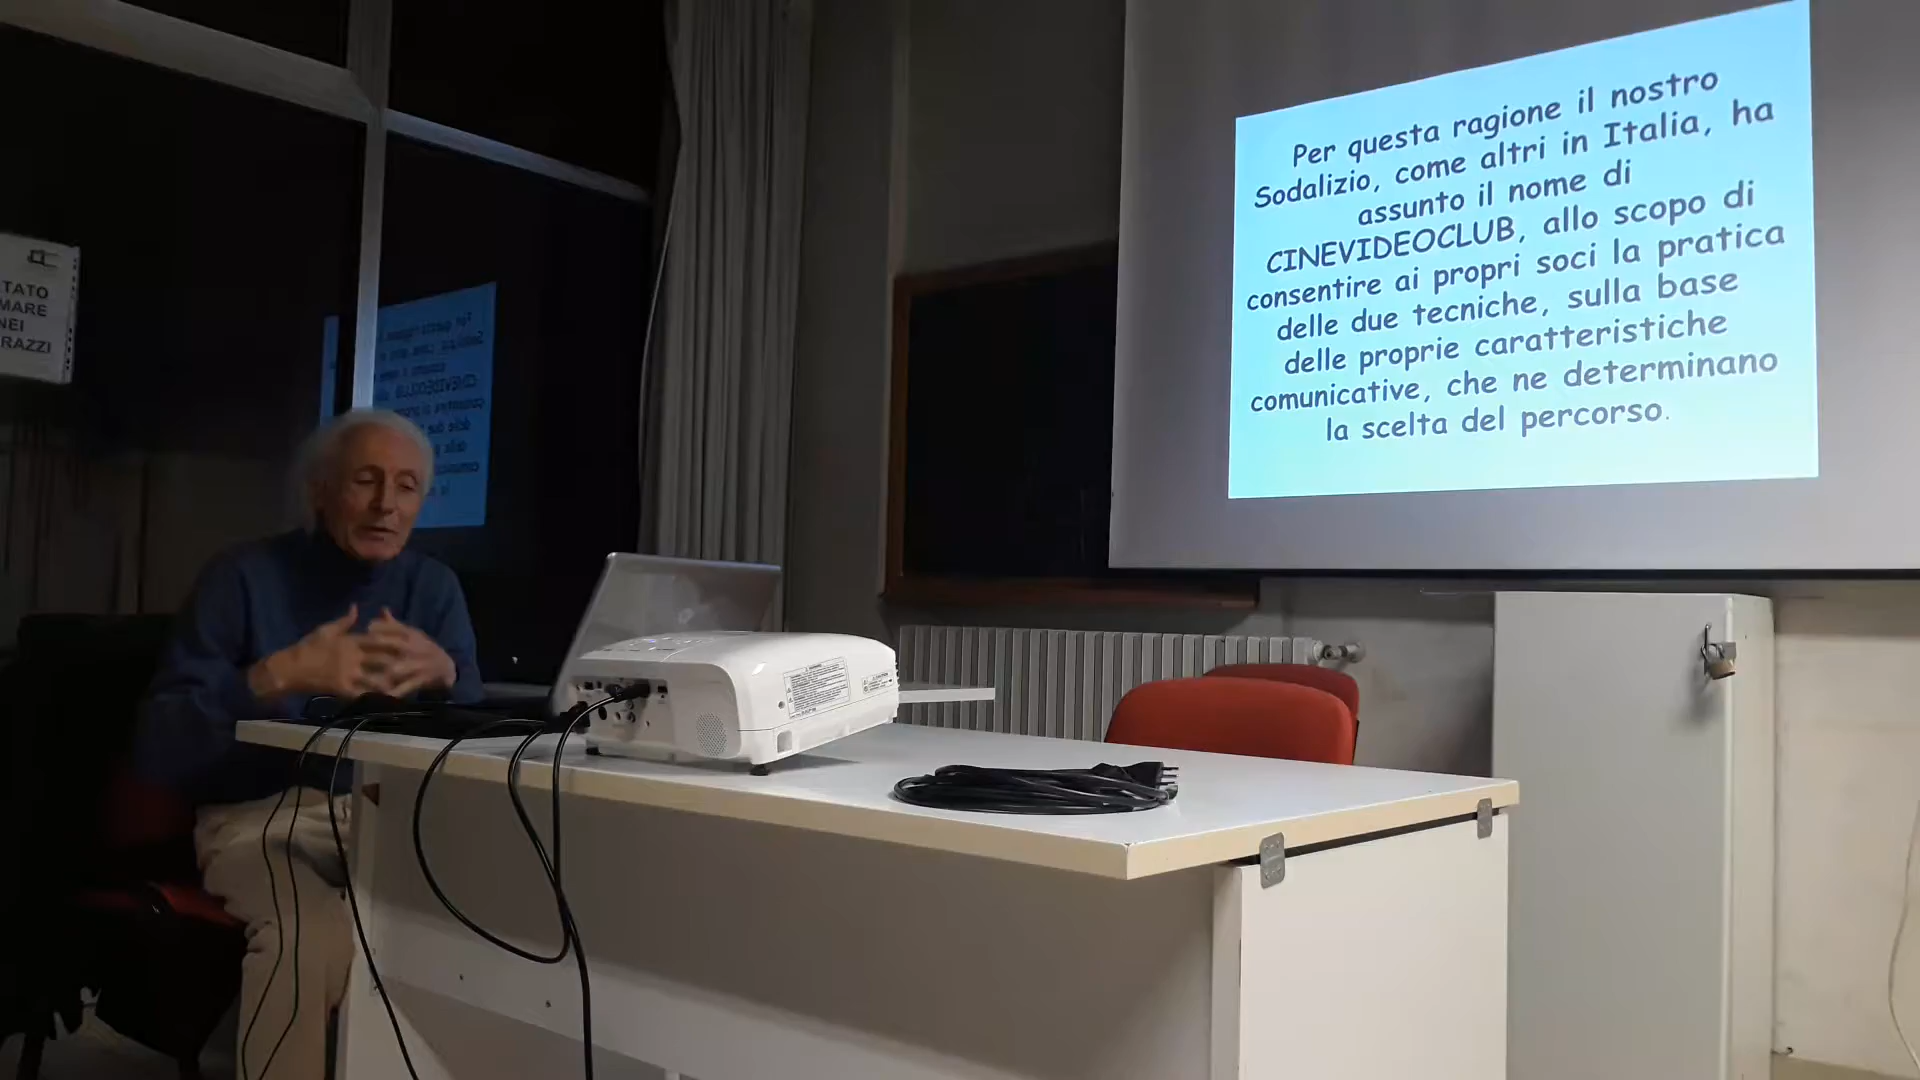 Per questa ragione il nostro
Sodalizio, come altri in Italia, ha
assunto il nome di
CINEVIDEOCLUB, allo scopo di
consentire ai propri soci la pratica
delle due tecniche, sulla base
delle proprie caratteristiche
comunicative, che ne determinano
la scelta del percorso.
TATO
MARE
NEI
RAZZI